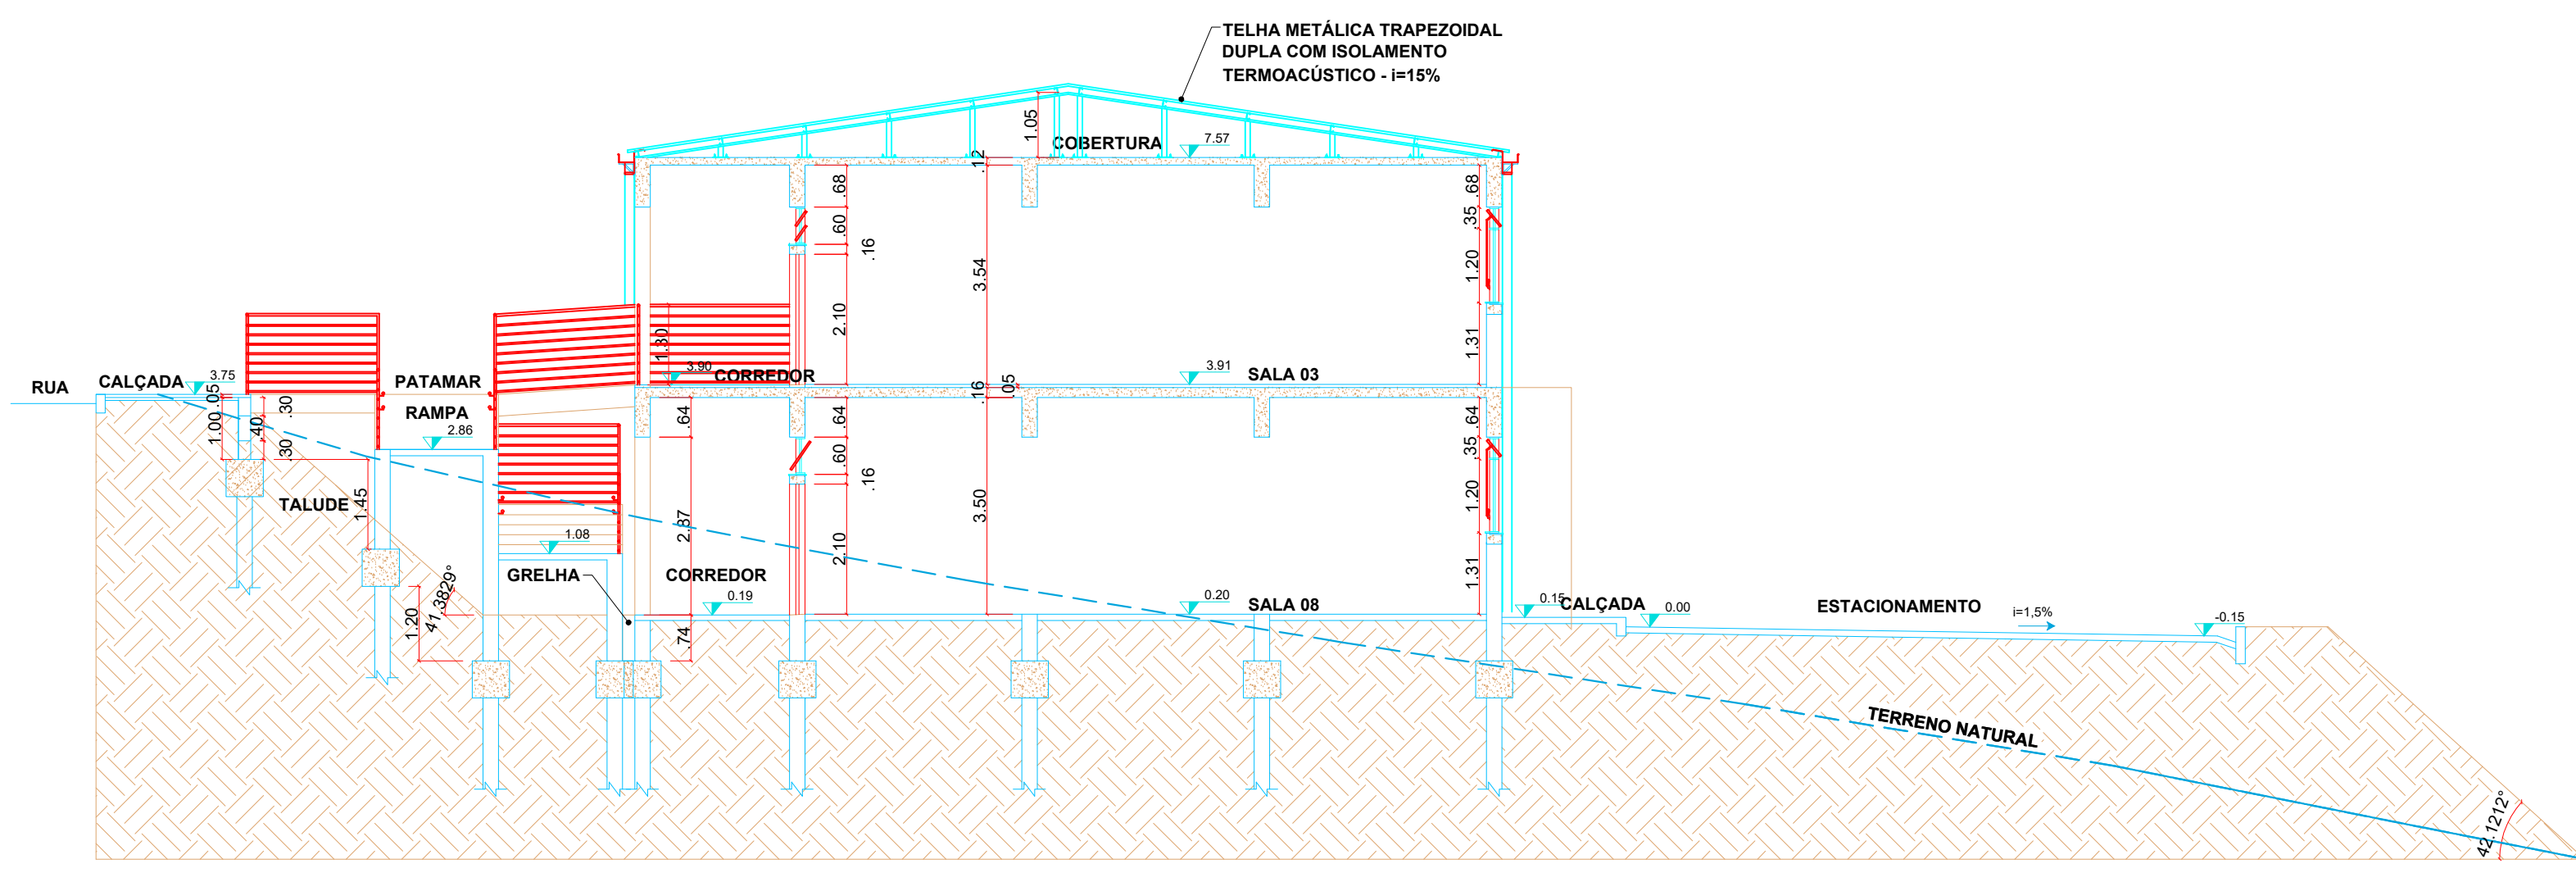 TELHA METÁLICA TRAPEZOIDAL
DUPLA COM ISOLAMENTO
TERMOACÚSTICO - i=15%
1.05
COBERTURA
7.57
.12
.68
.60
.16
2.10
3.54
.68
.35
1.20
1.31
1.30
3.90
CORREDOR
3.91
SALA 03
.16
.05
RUA
CALÇADA
3.75
.05
1.00
.30
.40
.30
PATAMAR
RAMPA
2.86
TALUDE
1.45
1.20
41.3829°
1.08
GRELHA
.64
2.87
.74
CORREDOR
0.19
.64
.60
.16
2.10
3.50
0.20
SALA 08
.64
.35
1.20
1.31
0.15
CALÇADA
0.00
ESTACIONAMENTO
i=1,5%
-0.15
TERRENO NATURAL
42.1212°